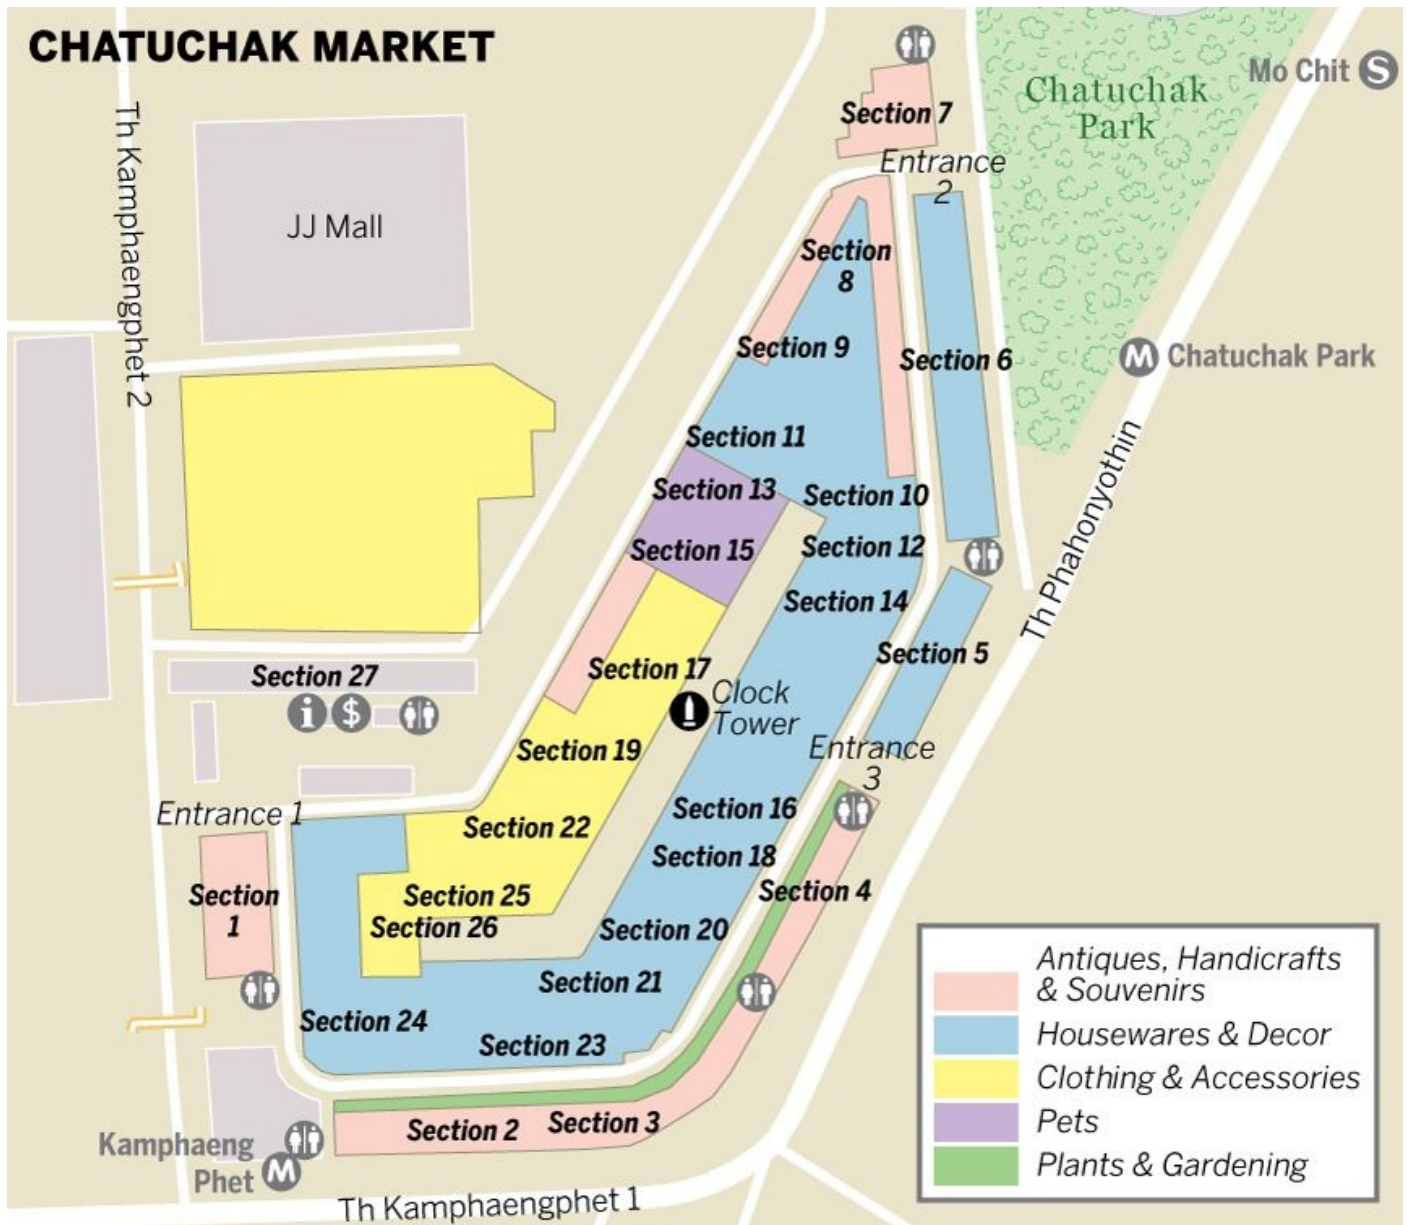 CHATUCHAK MARKET
Mo Chit S
Section 7
Chatuchak
Park
Th Kamphaengphet 2
JJ Mall
Entrance
2
Section
8
Section 9
Section 6
M Chatuchak Park
Section 11
Section 13
Section 10
Section 15
Section 12
Section 14
Th Phahonyothin
Section 5
Section 17
Section 27
i $
Clock
Tower
Section 19
Entrance
3
Entrance 1
Section 22
Section 16
Section 18
Section 4
Section
1
Section 25
Section 26
Section 20
Section 21
Section 24
Section 23
Section 2
Section 3
Kamphaeng
Phet M
Th Kamphaengphet 1
Antiques, Handicrafts
& Souvenirs
Housewares & Decor
Clothing & Accessories
Pets
Plants & Gardening